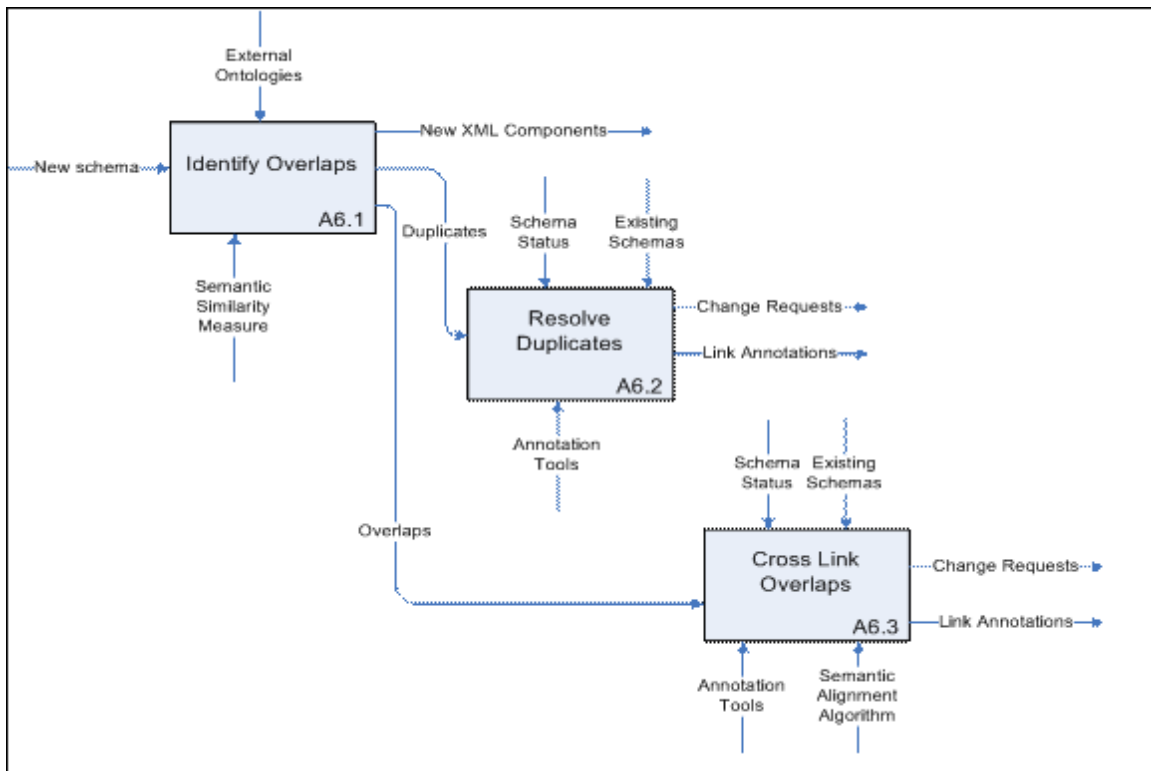 External
Ontologies
New XML Components
New schema
Identify Overlaps
A6.1
Duplicates
Schema
Status
Existing
Schemas
Semantic
Similarity
Measure
Change Requests
Resolve
Duplicates
Link Annotations
A6.2
Annotation
Tools
Schema
Status
Existing
Schemas
Overlaps
Cross Link
Overlaps
Change Requests
A6.3
Link Annotations
Annotation
Tools
Semantic
Alignment
Algorithm